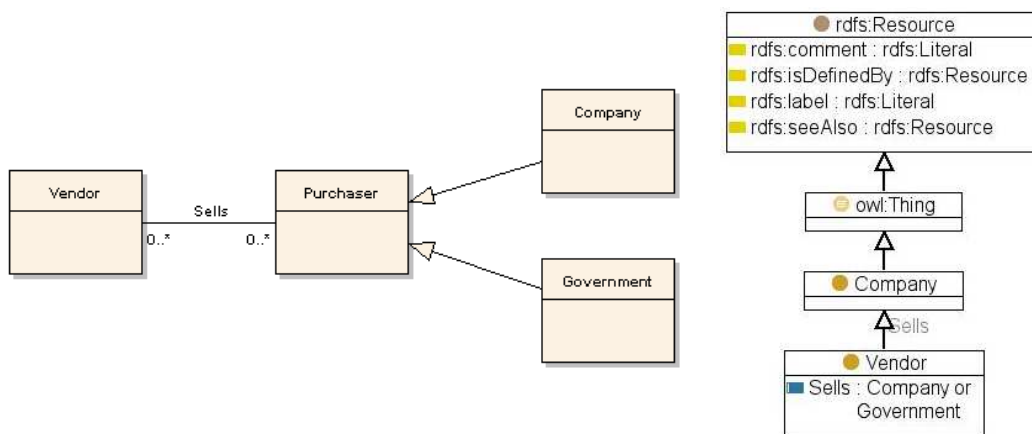 Vendor
Sells
0..*
0..*
Purchaser
Company
Government
rdfs:Resource
rdfs:comment : rdfs:Literal
rdfs:isDefinedBy : rdfs:Resource
rdfs:label : rdfs:Literal
rdfs:seeAlso : rdfs:Resource
owl:Thing
Company
Sells
Vendor
Sells : Company or
Government